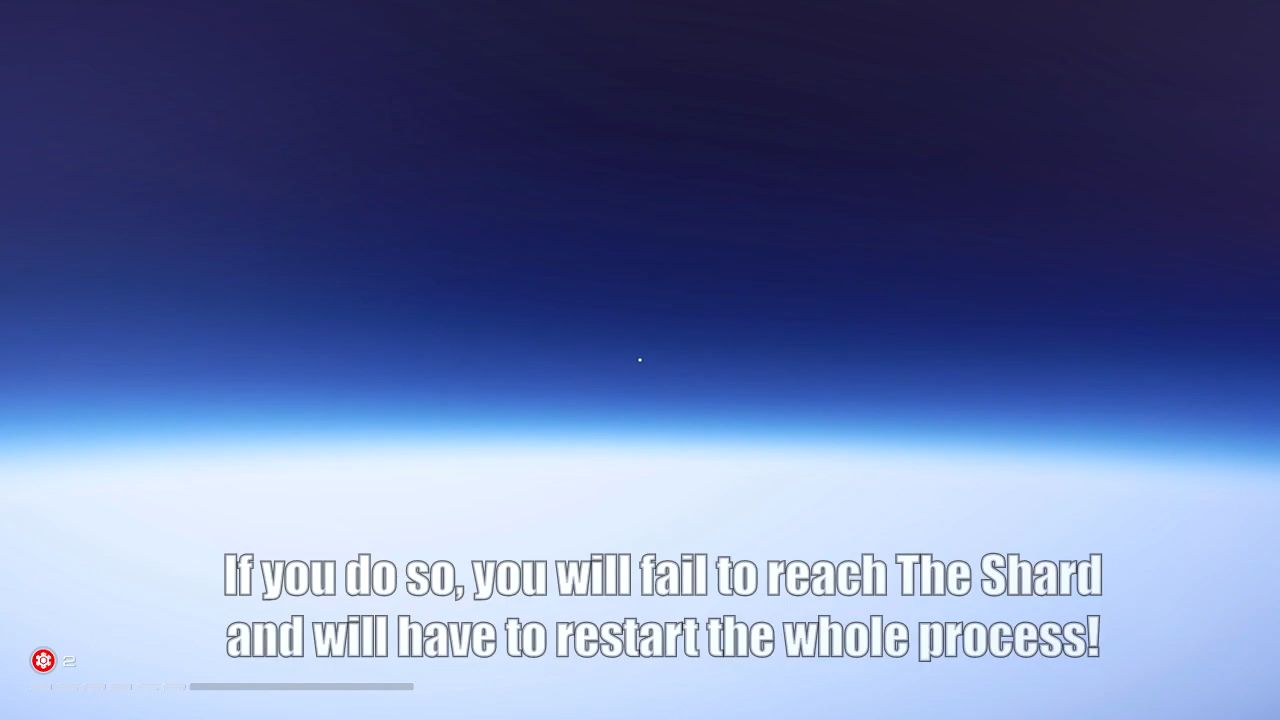 If you do so, you will fail to reach The Shard
and will have to restart the whole process!
2